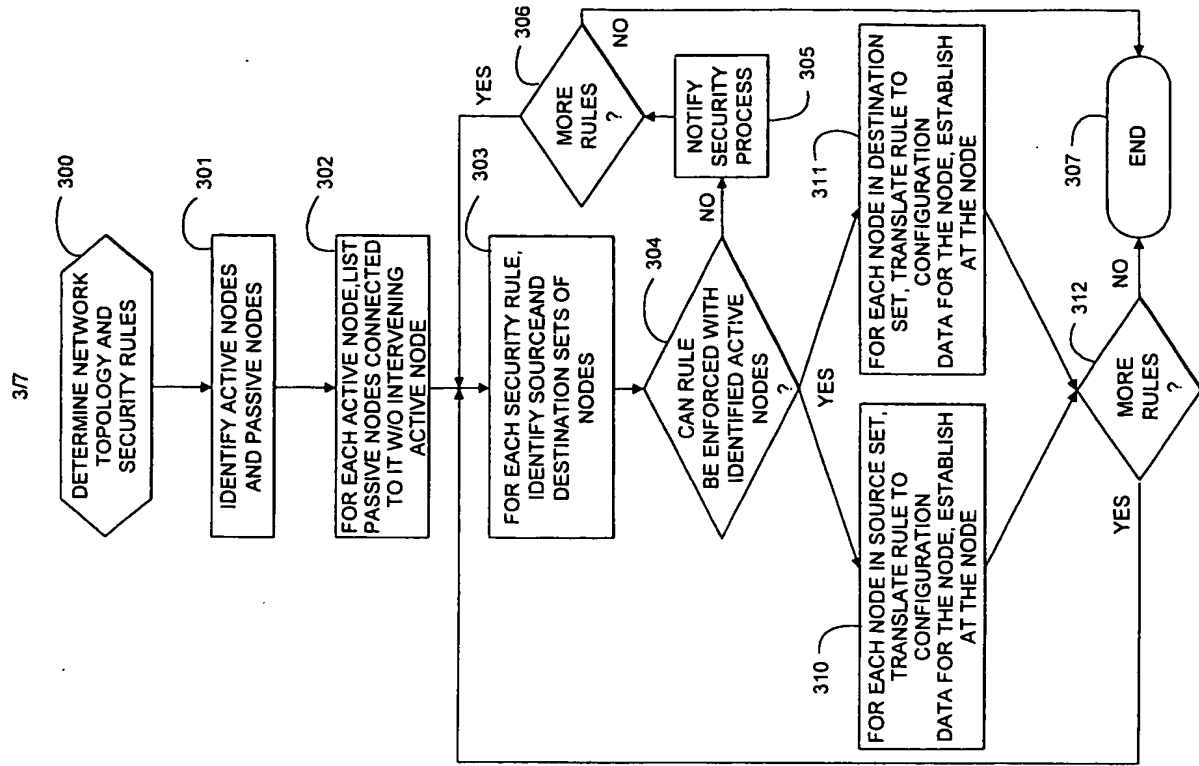 3/7
300
DETERMINE NETWORK
TOPOLOGY AND
SECURITY RULES
301
IDENTIFY ACTIVE NODES
AND PASSIVE NODES
302
FOR EACH ACTIVE NODE,LIST
PASSIVE NODES CONNECTED
TO IT W/O INTERVENING
ACTIVE NODE
303
FOR EACH SECURITY RULE,
IDENTIFY SOURCEAND
DESTINATION SETS OF
NODES
304
CAN RULE
BE ENFORCED WITH
IDENTIFIED ACTIVE
NODES
?
NO
YES
305
NOTIFY
SECURITY
PROCESS
306
MORE
RULES
?
YES
NO
310
FOR EACH NODE IN SOURCE SET,
TRANSLATE RULE TO
CONFIGURATION
DATA FOR THE NODE, ESTABLISH
AT THE NODE
311
FOR EACH NODE IN DESTINATION
SET, TRANSLATE RULE TO
CONFIGURATION
DATA FOR THE NODE, ESTABLISH
AT THE NODE
312
MORE
RULES
?
YES
NO
307
END